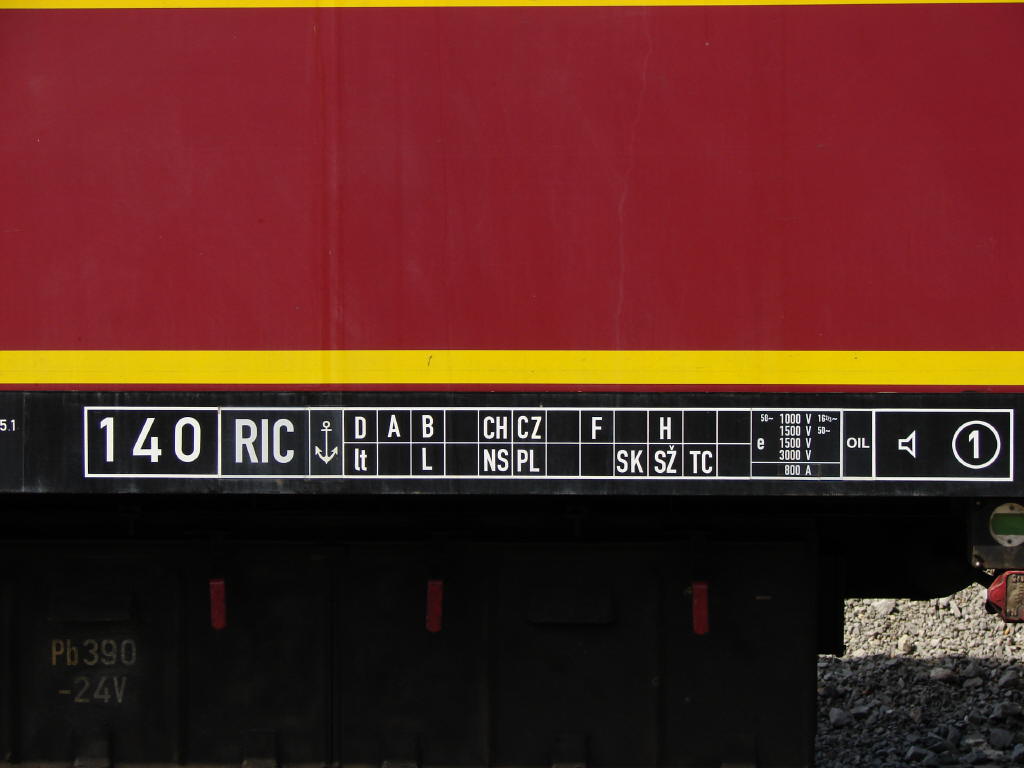 5.1
140 RIC D A B CH CZ F H
lt L NS PL SK SŽ TC
50~ 1000 V 16⅔~
1500 V 50~
e 1500 V
3000 V
800 A
OIL
1
Pb390
-24V